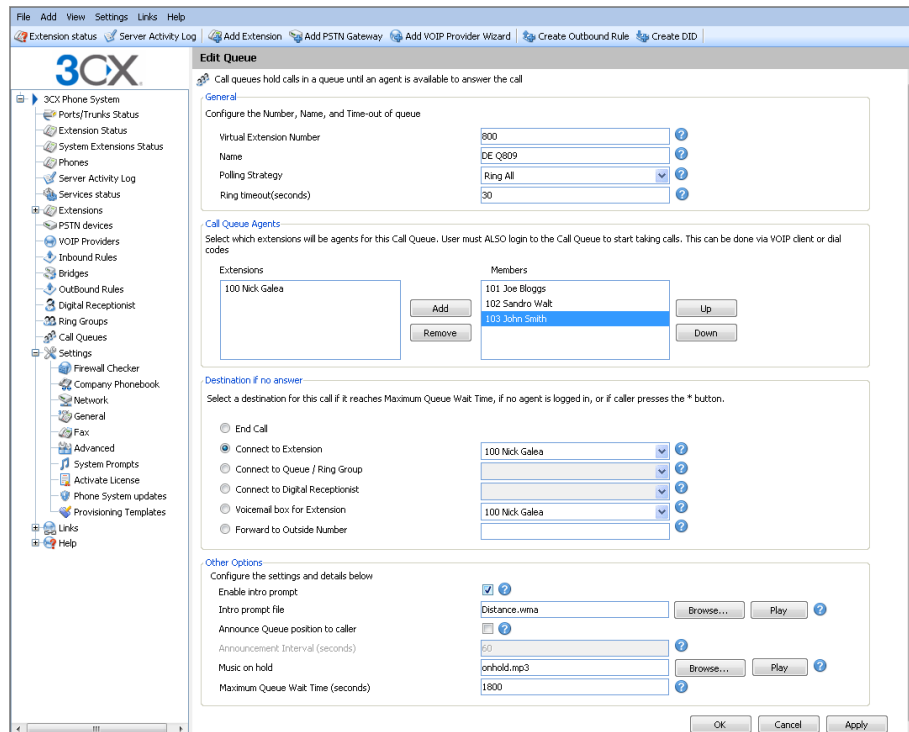 File Add View Settings Links Help
Extension status Server Activity Log Add Extension Add PSTN Gateway Add VOIP Provider Wizard Create Outbound Rule Create DID
3CX
3CX Phone System
Ports/Trunks Status
Extension Status
System Extensions Status
Phones
Server Activity Log
Services status
Extensions
PSTN devices
VOIP Providers
Inbound Rules
Bridges
OutBound Rules
Digital Receptionist
Ring Groups
Call Queues
Settings
Firewall Checker
Company Phonebook
Network
General
Fax
Advanced
System Prompts
Activate License
Phone System updates
Provisioning Templates
Links
Help
Edit Queue
Call queues hold calls in a queue until an agent is available to answer the call
General
Configure the Number, Name, and Time-out of queue
Virtual Extension Number 800
Name DE Q809
Polling Strategy Ring All
Ring timeout(seconds) 30
Call Queue Agents
Select which extensions will be agents for this Call Queue. User must ALSO login to the Call Queue to start taking calls. This can be done via VOIP client or dial
codes
Extensions Members
100 Nick Galea
101 Joe Bloggs
102 Sandro Walt
103 John Smith
Add
Remove
Up
Down
Destination if no answer
Select a destination for this call if it reaches Maximum Queue Wait Time, if no agent is logged in, or if caller presses the * button.
End Call
Connect to Extension 100 Nick Galea
Connect to Queue / Ring Group
Connect to Digital Receptionist
Voicemail box for Extension 100 Nick Galea
Forward to Outside Number
Other Options
Configure the settings and details below
Enable intro prompt
Intro prompt file Distance.wma Browse... Play
Announce Queue position to caller
Announcement Interval (seconds) 60
Music on hold onhold.mp3 Browse... Play
Maximum Queue Wait Time (seconds) 1800
OK Cancel Apply